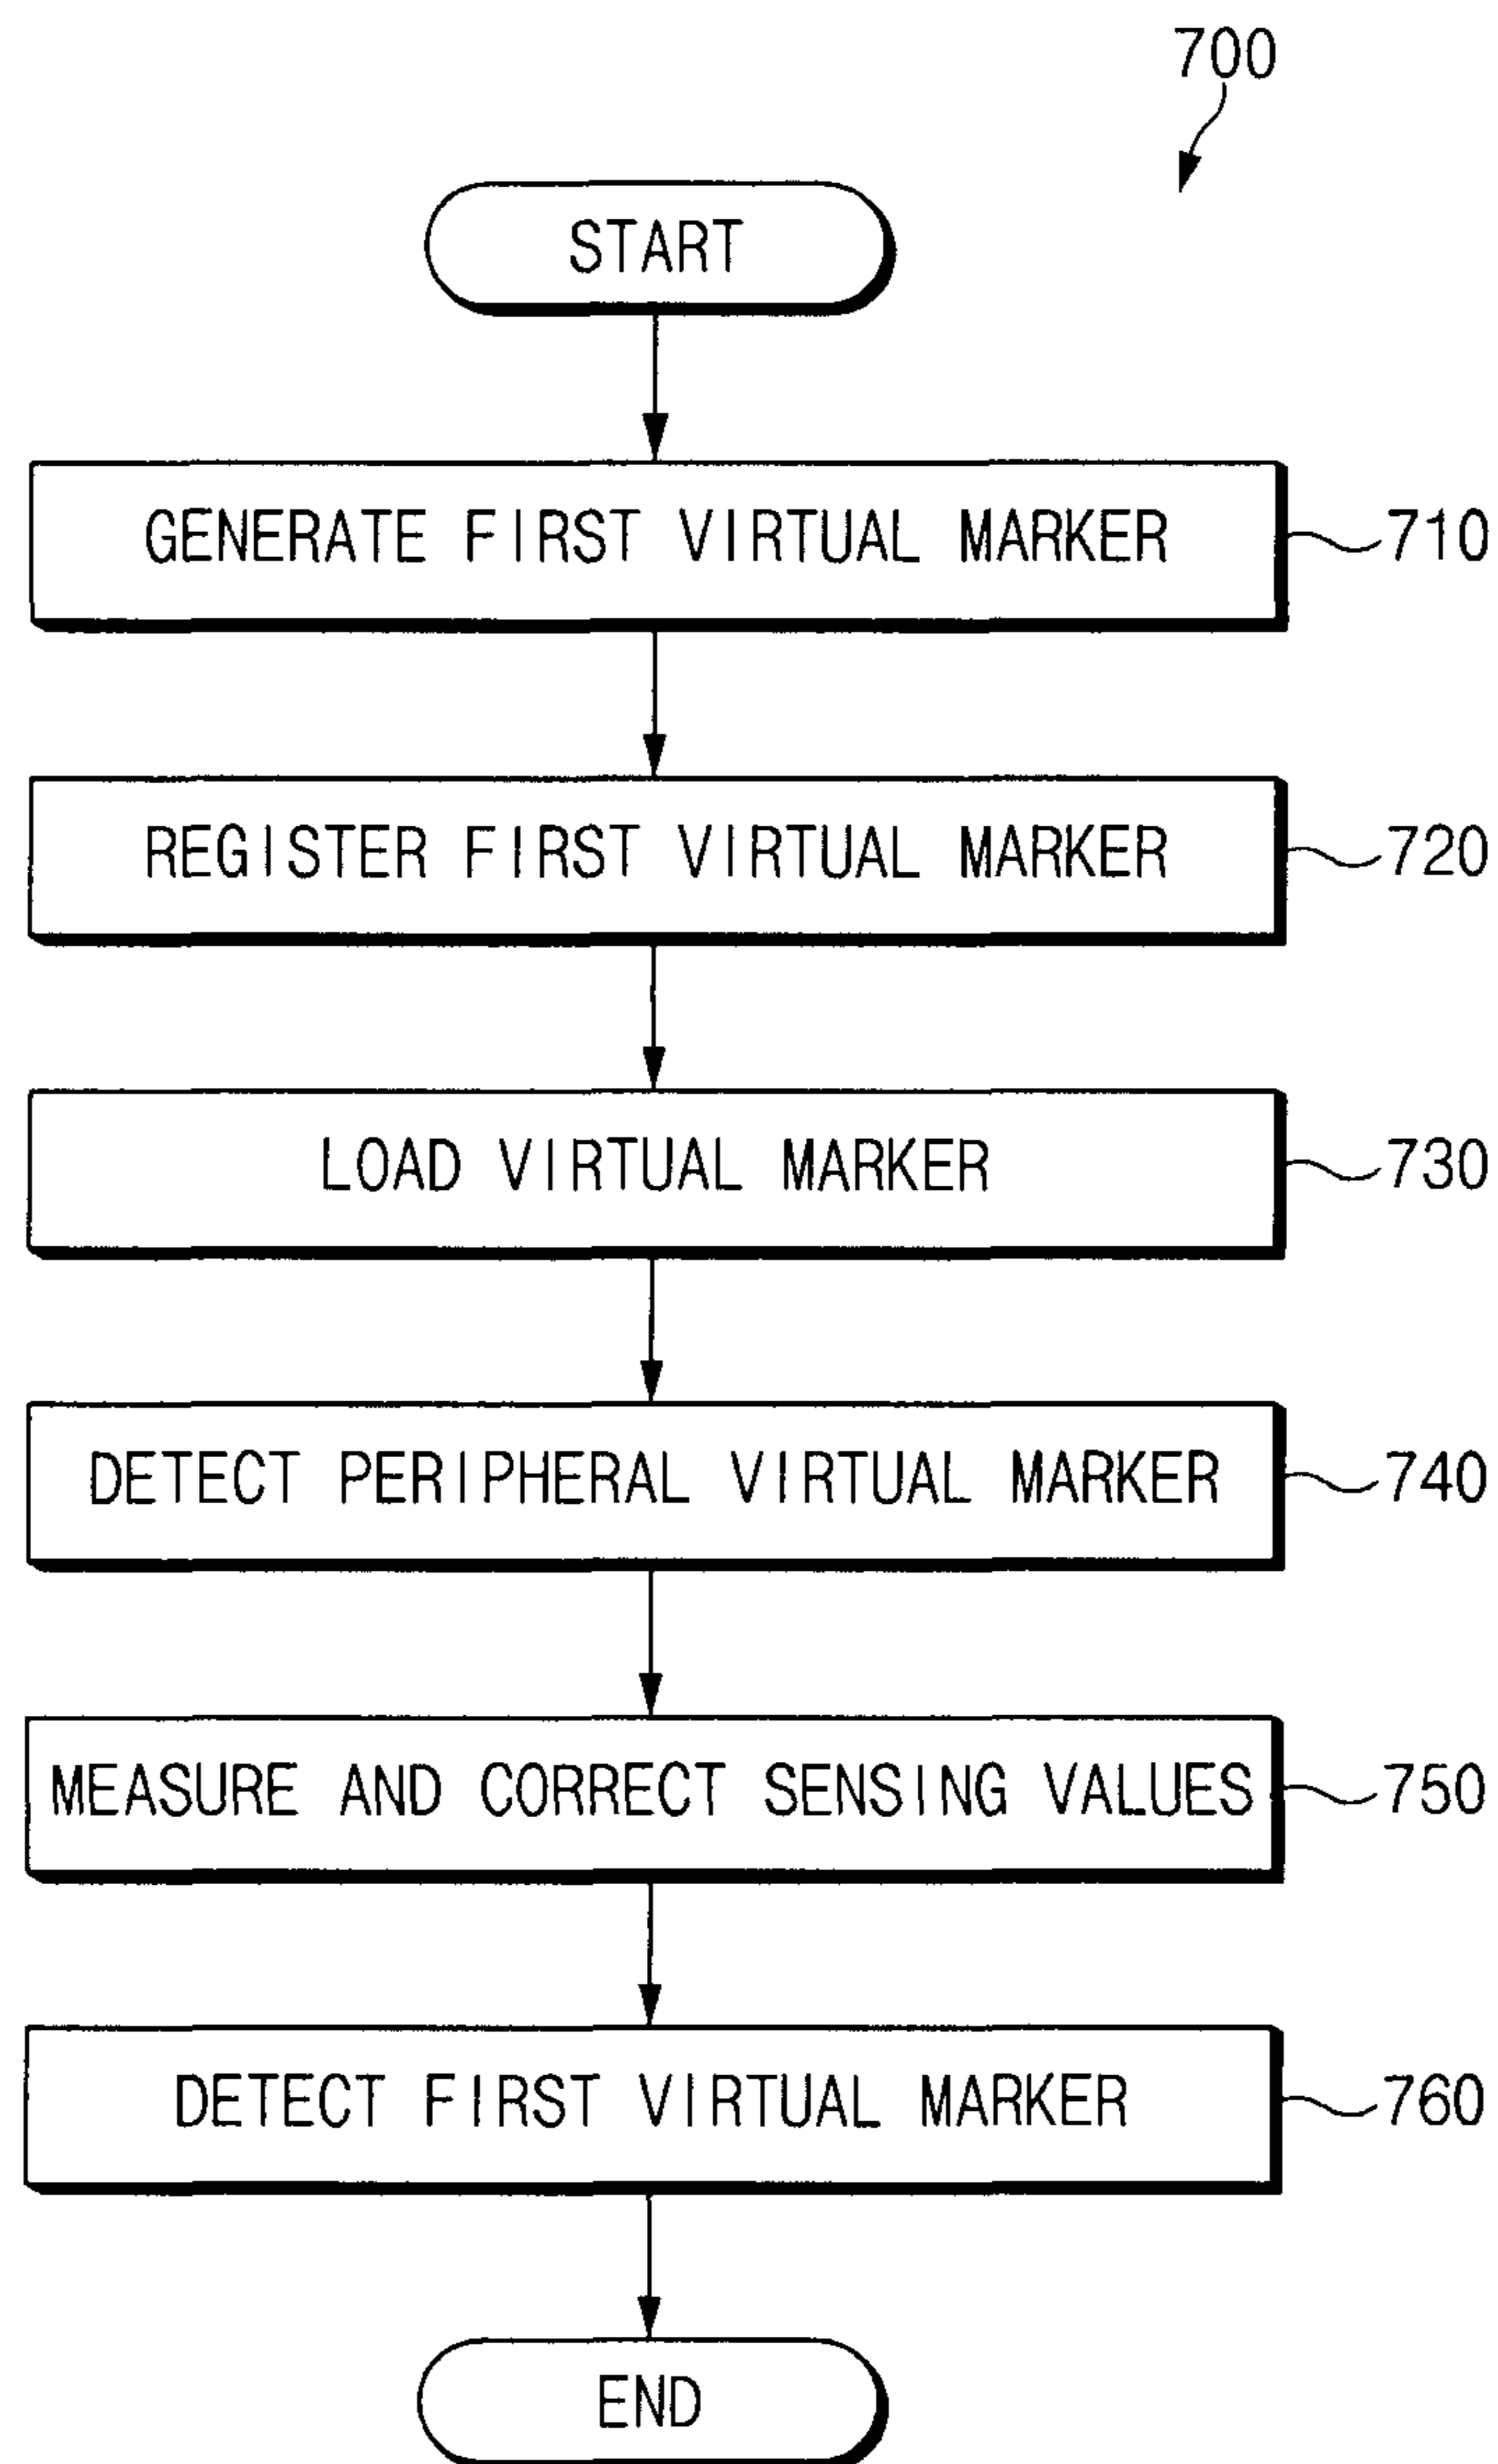 700
START
GENERATE FIRST VIRTUAL MARKER 710
REGISTER FIRST VIRTUAL MARKER 720
LOAD VIRTUAL MARKER 730
DETECT PERIPHERAL VIRTUAL MARKER 740
MEASURE AND CORRECT SENSING VALUES 750
DETECT FIRST VIRTUAL MARKER 760
END